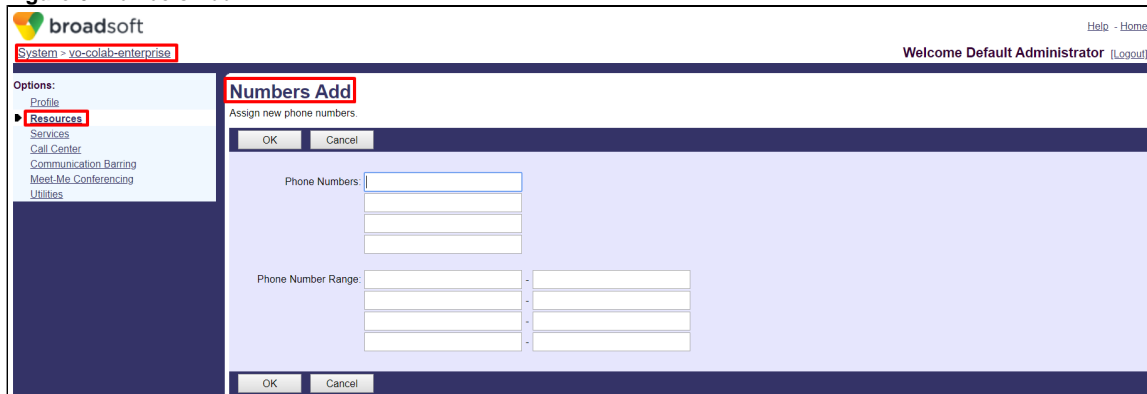 broadsoft
Help - Home
System > vo-colab-enterprise
Welcome Default Administrator [Logout]
Options:
Profile
Resources
Services
Call Center
Communication Barring
Meet-Me Conferencing
Utilities
Numbers Add
Assign new phone numbers.
OK Cancel
Phone Numbers:
Phone Number Range: -
-
-
-
OK Cancel